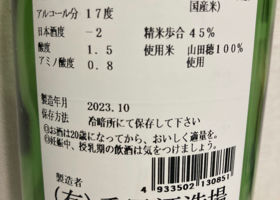 国産米)
アルコール分 17度
日本酒度 -2 精米歩合 45%
酸度 1.5 使用米 山田穂100%
アミノ酸度 0.8 使用
製造年月 2023.10
保存方法 冷暗所にて保存して下さい
お酒は20歳になってから、おいしく適量を。
妊娠中、授乳期の飲酒は気をつけましょう。
製造者
4 933502 130851
(有)
酒造場